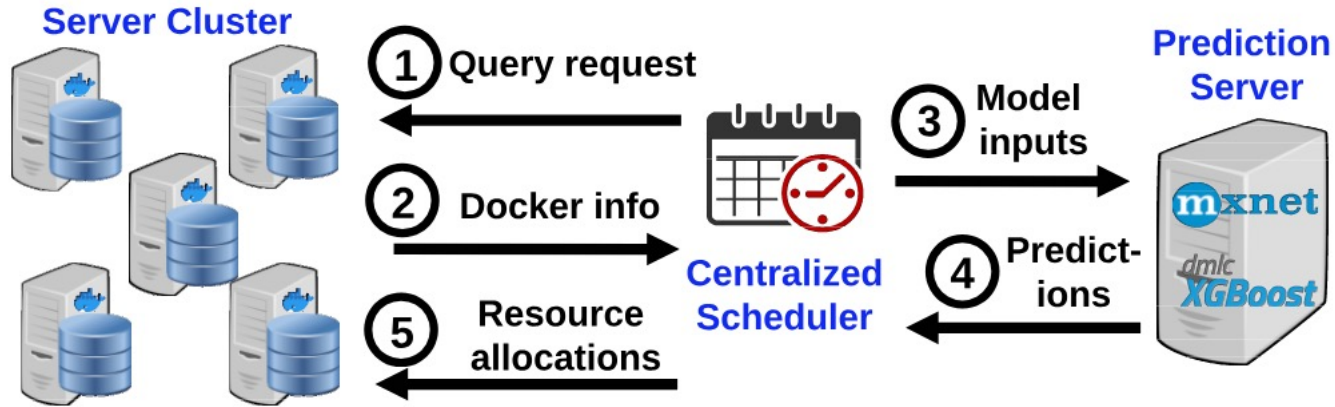 Server Cluster
1 Query request
2 Docker info
5 Resource
allocations
Centralized
Scheduler
3 Model
inputs
4 Predict-
ions
Prediction
Server
mxnet
dmlc
XGBoost